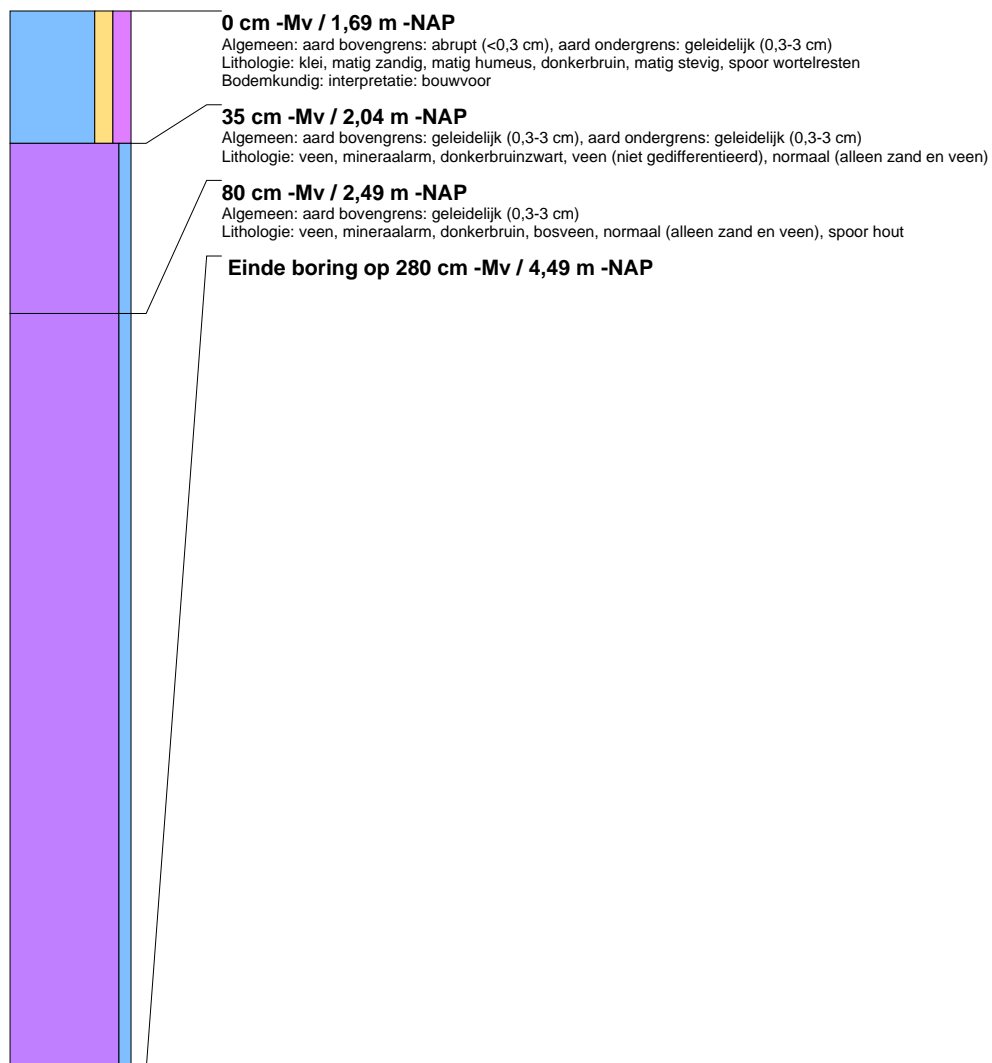 0 cm -Mv / 1,69 m -NAP
Algemeen: aard bovengrens: abrupt (<0,3 cm), aard ondergrens: geleidelijk (0,3-3 cm)
Lithologie: klei, matig zandig, matig humeus, donkerbruin, matig stevig, spoor wortelresten
Bodemkundig: interpretatie: bouwvoor
35 cm -Mv / 2,04 m -NAP
Algemeen: aard bovengrens: geleidelijk (0,3-3 cm), aard ondergrens: geleidelijk (0,3-3 cm)
Lithologie: veen, mineraalarm, donkerbruinzwart, veen (niet gedifferentieerd), normaal (alleen zand en veen)
80 cm -Mv / 2,49 m -NAP
Algemeen: aard bovengrens: geleidelijk (0,3-3 cm)
Lithologie: veen, mineraalarm, donkerbruin, bosveen, normaal (alleen zand en veen), spoor hout
Einde boring op 280 cm -Mv / 4,49 m -NAP